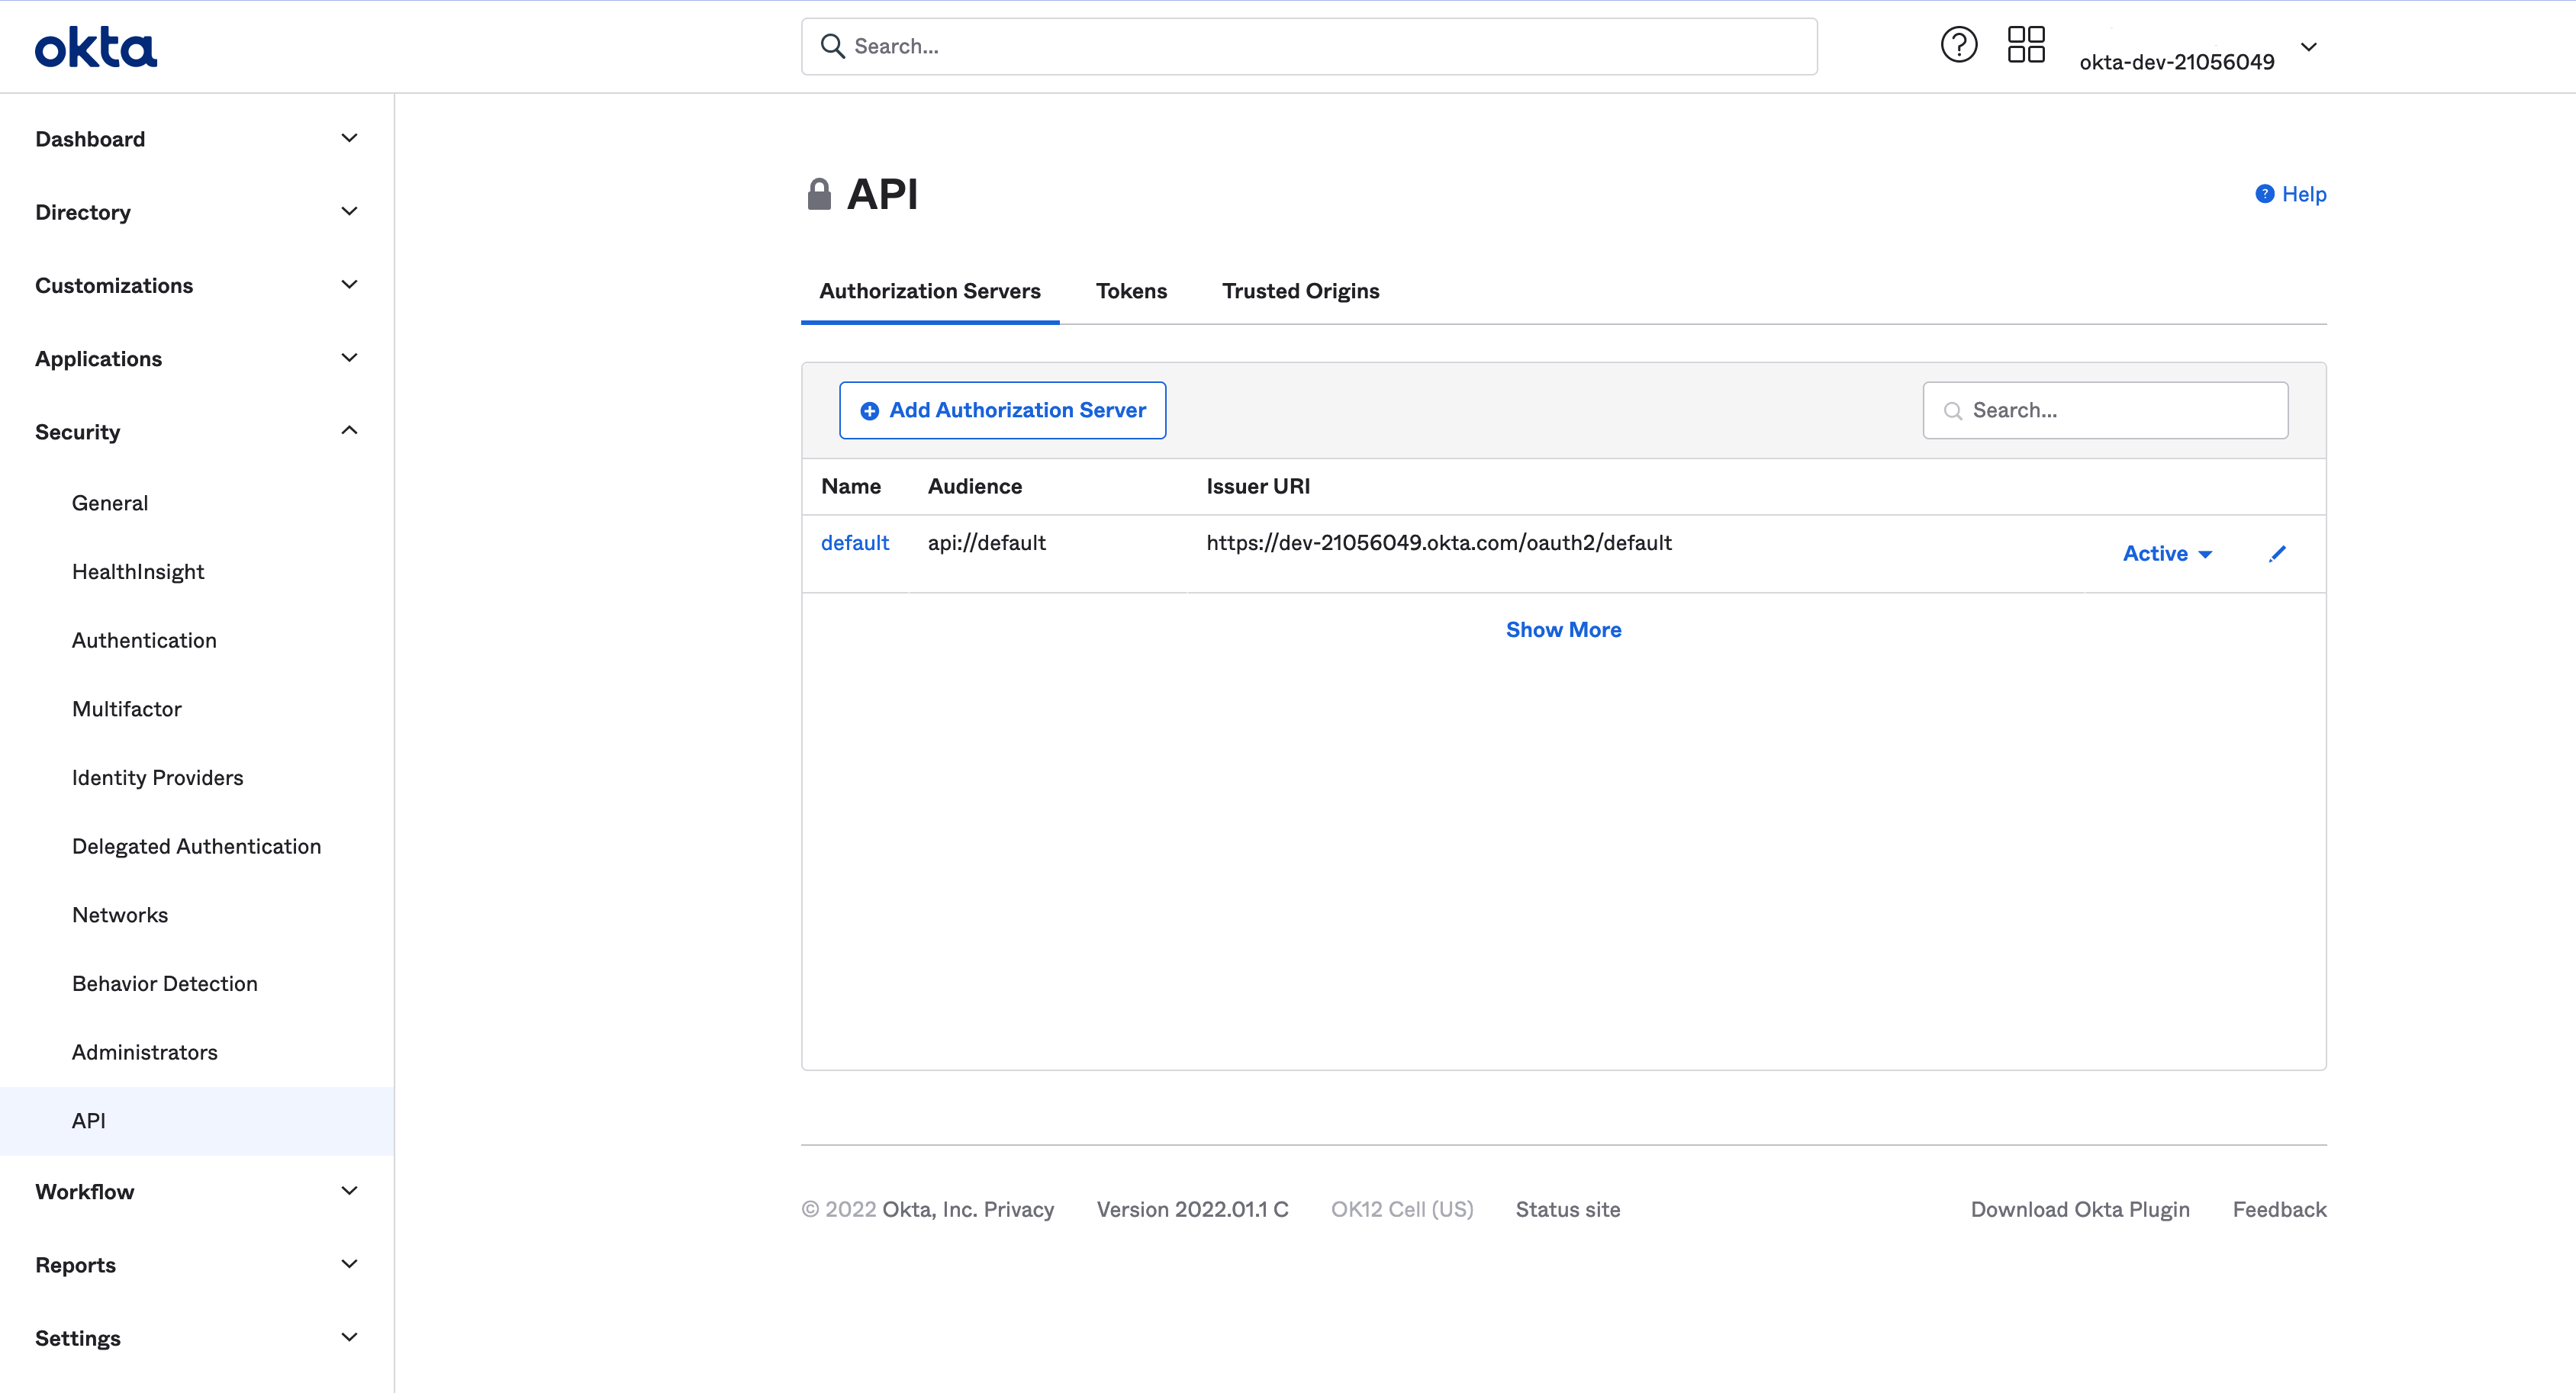 okta
Search...
okta-dev-21056049
Dashboard
Directory
Customizations
Applications
Security
General
HealthInsight
Authentication
Multifactor
Identity Providers
Delegated Authentication
Networks
Behavior Detection
Administrators
API
Workflow
Reports
Settings
API
Help
Authorization Servers Tokens Trusted Origins
Add Authorization Server Search...
Name Audience Issuer URI
default api://default https://dev-21056049.okta.com/oauth2/default Active
Show More
© 2022 Okta, Inc. Privacy Version 2022.01.1 C OK12 Cell (US) Status site Download Okta Plugin Feedback